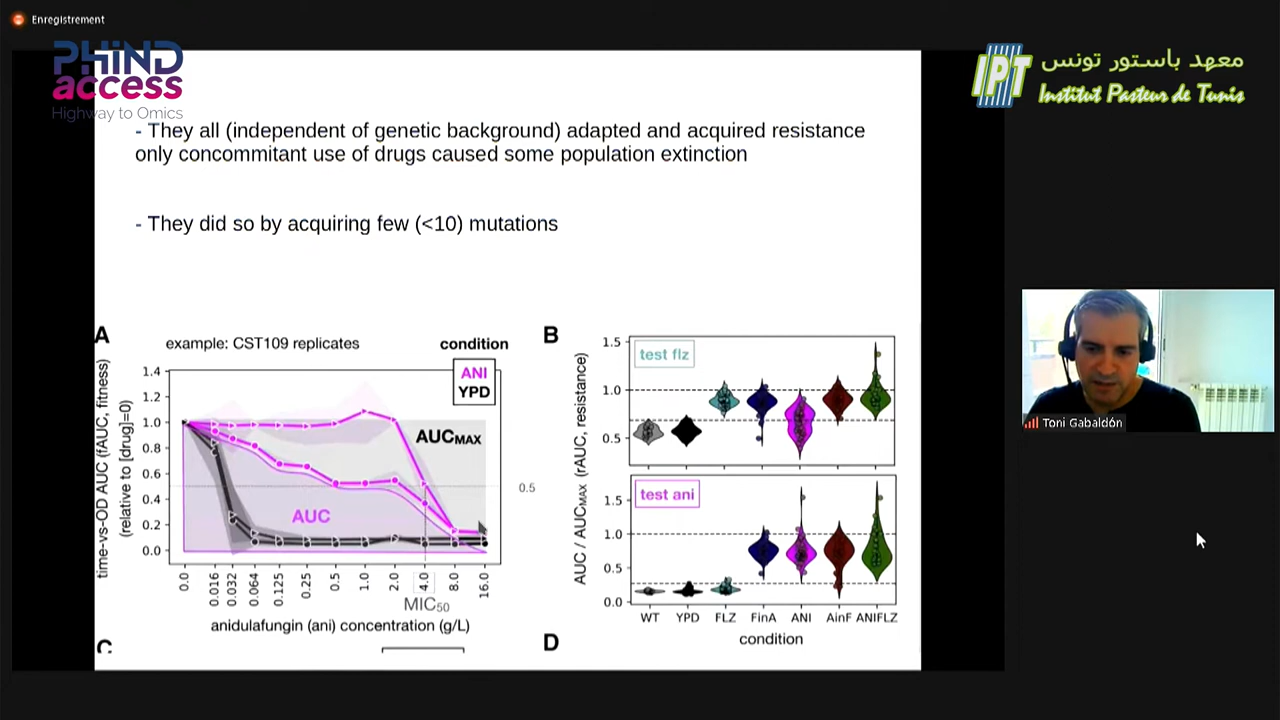 Enregistrement
PHIND
access
Highway to Omics
IPT
معهد باستور تونس
Institut Pasteur de Tunis
- They all (independent of genetic background) adapted and acquired resistance
only concommitant use of drugs caused some population extinction
- They did so by acquiring few (<10) mutations
A
example: CST109 replicates
condition
ANI
YPD
time-vs-OD AUC (fAUC, fitness)
(relative to [drug]=0)
1.4
1.2
1.0
0.8
0.6
0.4
0.2
0.0
AUCMAX
AUC
0.5
0.0
0.016
0.032
0.064
0.125
0.25
0.5
1.0
2.0
4.0
8.0
16.0
MIC50
anidulafungin (ani) concentration (g/L)
B
AUC / AUCMAX (rAUC, resistance)
1.5
1.0
0.5
test flz
1.5
1.0
0.5
0.0
test ani
WT YPD FLZ FinA ANI AinF ANIFLZ
condition
C
D
Toni Gabaldón